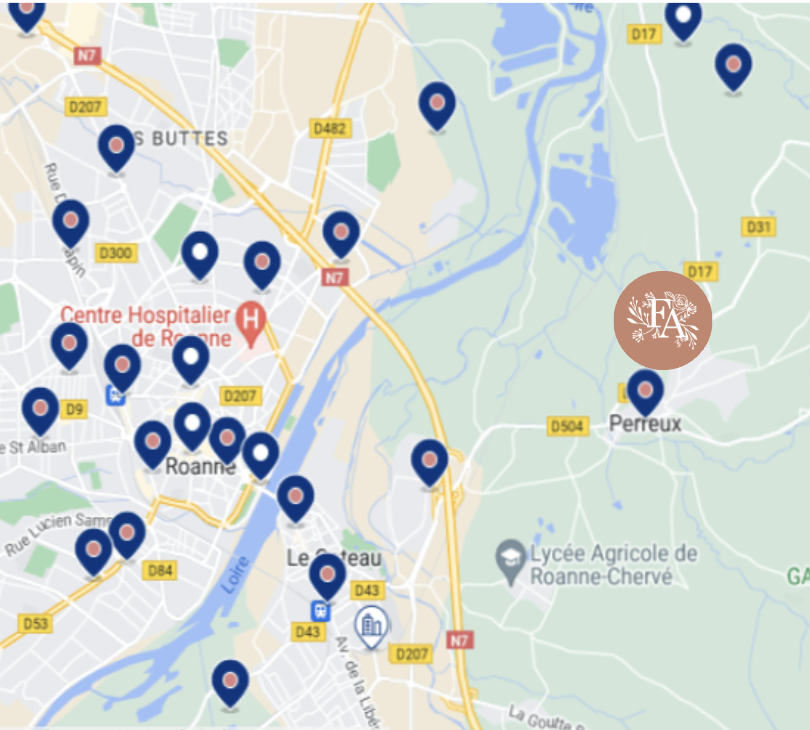 D17
N7
D207
S BUTTES
D482
D31
D300
D17
N7
FA
Centre Hospitalier
de Roanne
H
D207
D9
D504
Perreux
e St Alban
Roanne
Rue Lucien Samp
Le Coteau
Lycée Agricole de
Roanne-Chervé
D84
Loire
GA
D43
D53
D43
N7
D207
Av. de la Libé
La Goutte